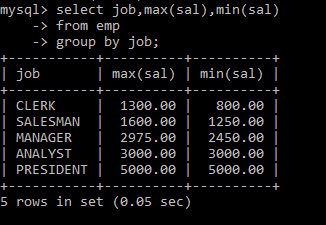 mysql> select job,max(sal),min(sal)
    -> from emp
    -> group by job;
+-----------+----------+----------+
| job       | max(sal) | min(sal) |
+-----------+----------+----------+
| CLERK     |  1300.00 |   800.00 |
| SALESMAN  |  1600.00 |  1250.00 |
| MANAGER   |  2975.00 |  2450.00 |
| ANALYST   |  3000.00 |  3000.00 |
| PRESIDENT |  5000.00 |  5000.00 |
+-----------+----------+----------+
5 rows in set (0.05 sec)